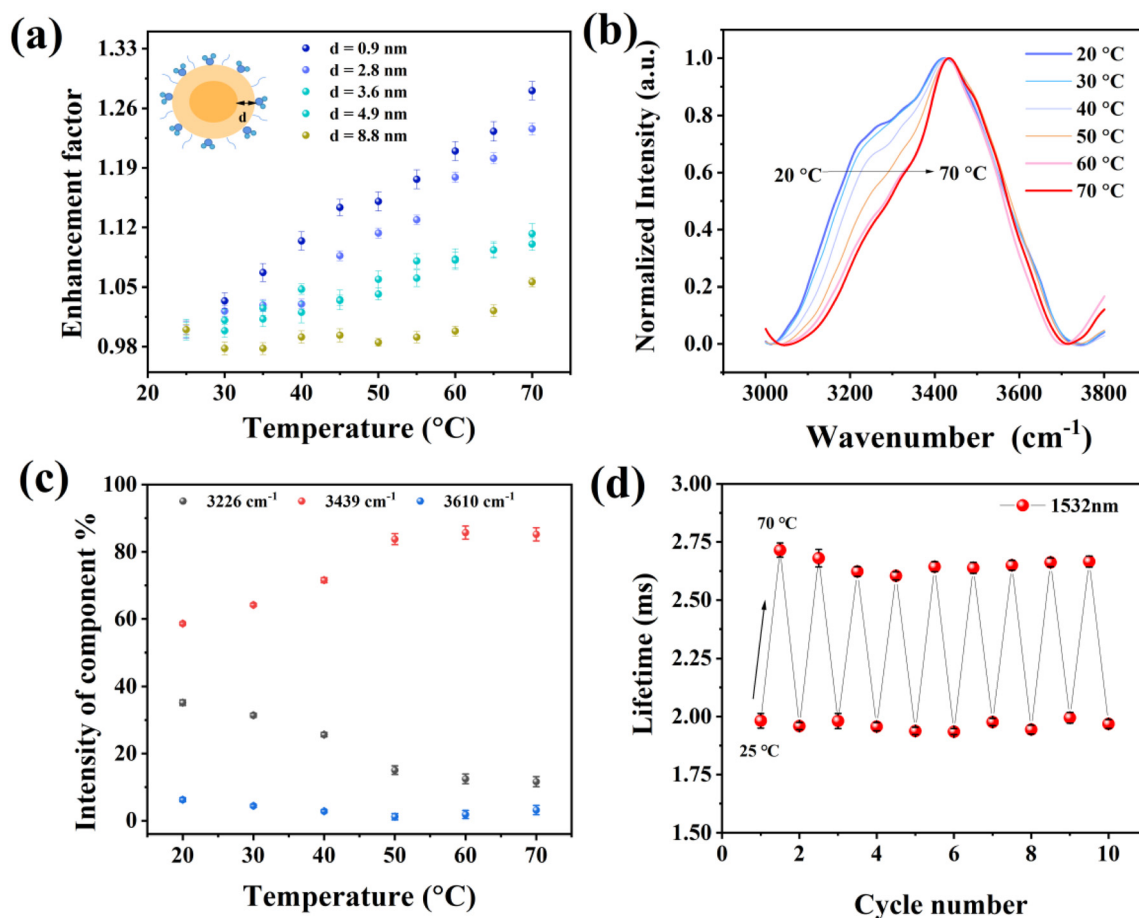 (a)
Enhancement factor
1.33
1.26
1.19
1.12
1.05
0.98
d
d = 0.9 nm
d = 2.8 nm
d = 3.6 nm
d = 4.9 nm
d = 8.8 nm
20 30 40 50 60 70
Temperature (°C)
(b)
Normalized Intensity (a.u.)
1.0
0.8
0.6
0.4
0.2
0.0
20 °C
30 °C
40 °C
50 °C
60 °C
70 °C
20 °C
70 °C
3000 3200 3400 3600 3800
Wavenumber (cm⁻¹)
(c)
Intensity of component %
100
80
60
40
20
0
3226 cm⁻¹ 3439 cm⁻¹ 3610 cm⁻¹
20 30 40 50 60 70
Temperature (°C)
(d)
Lifetime (ms)
3.00
2.75
2.50
2.25
2.00
1.75
1.50
1532nm
70 °C
25 °C
0 2 4 6 8 10
Cycle number